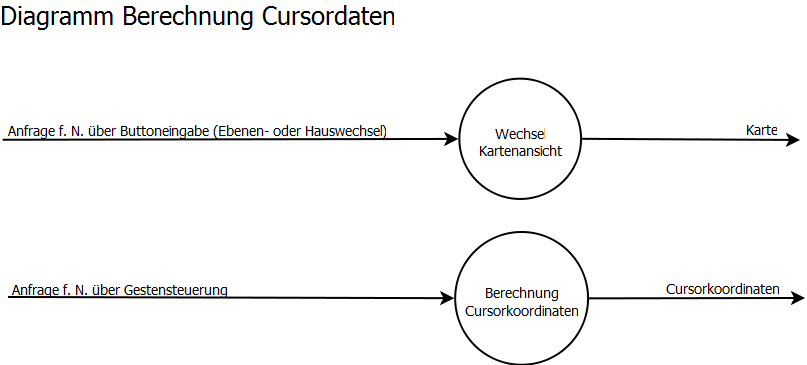 Diagramm Berechnung Cursordaten
Anfrage f. N. über Buttoneingabe (Ebenen- oder Hauswechsel)
Wechsel
Kartenansicht
Karte
Anfrage f. N. über Gestensteuerung
Berechnung
Cursorkoordinaten
Cursorkoordinaten